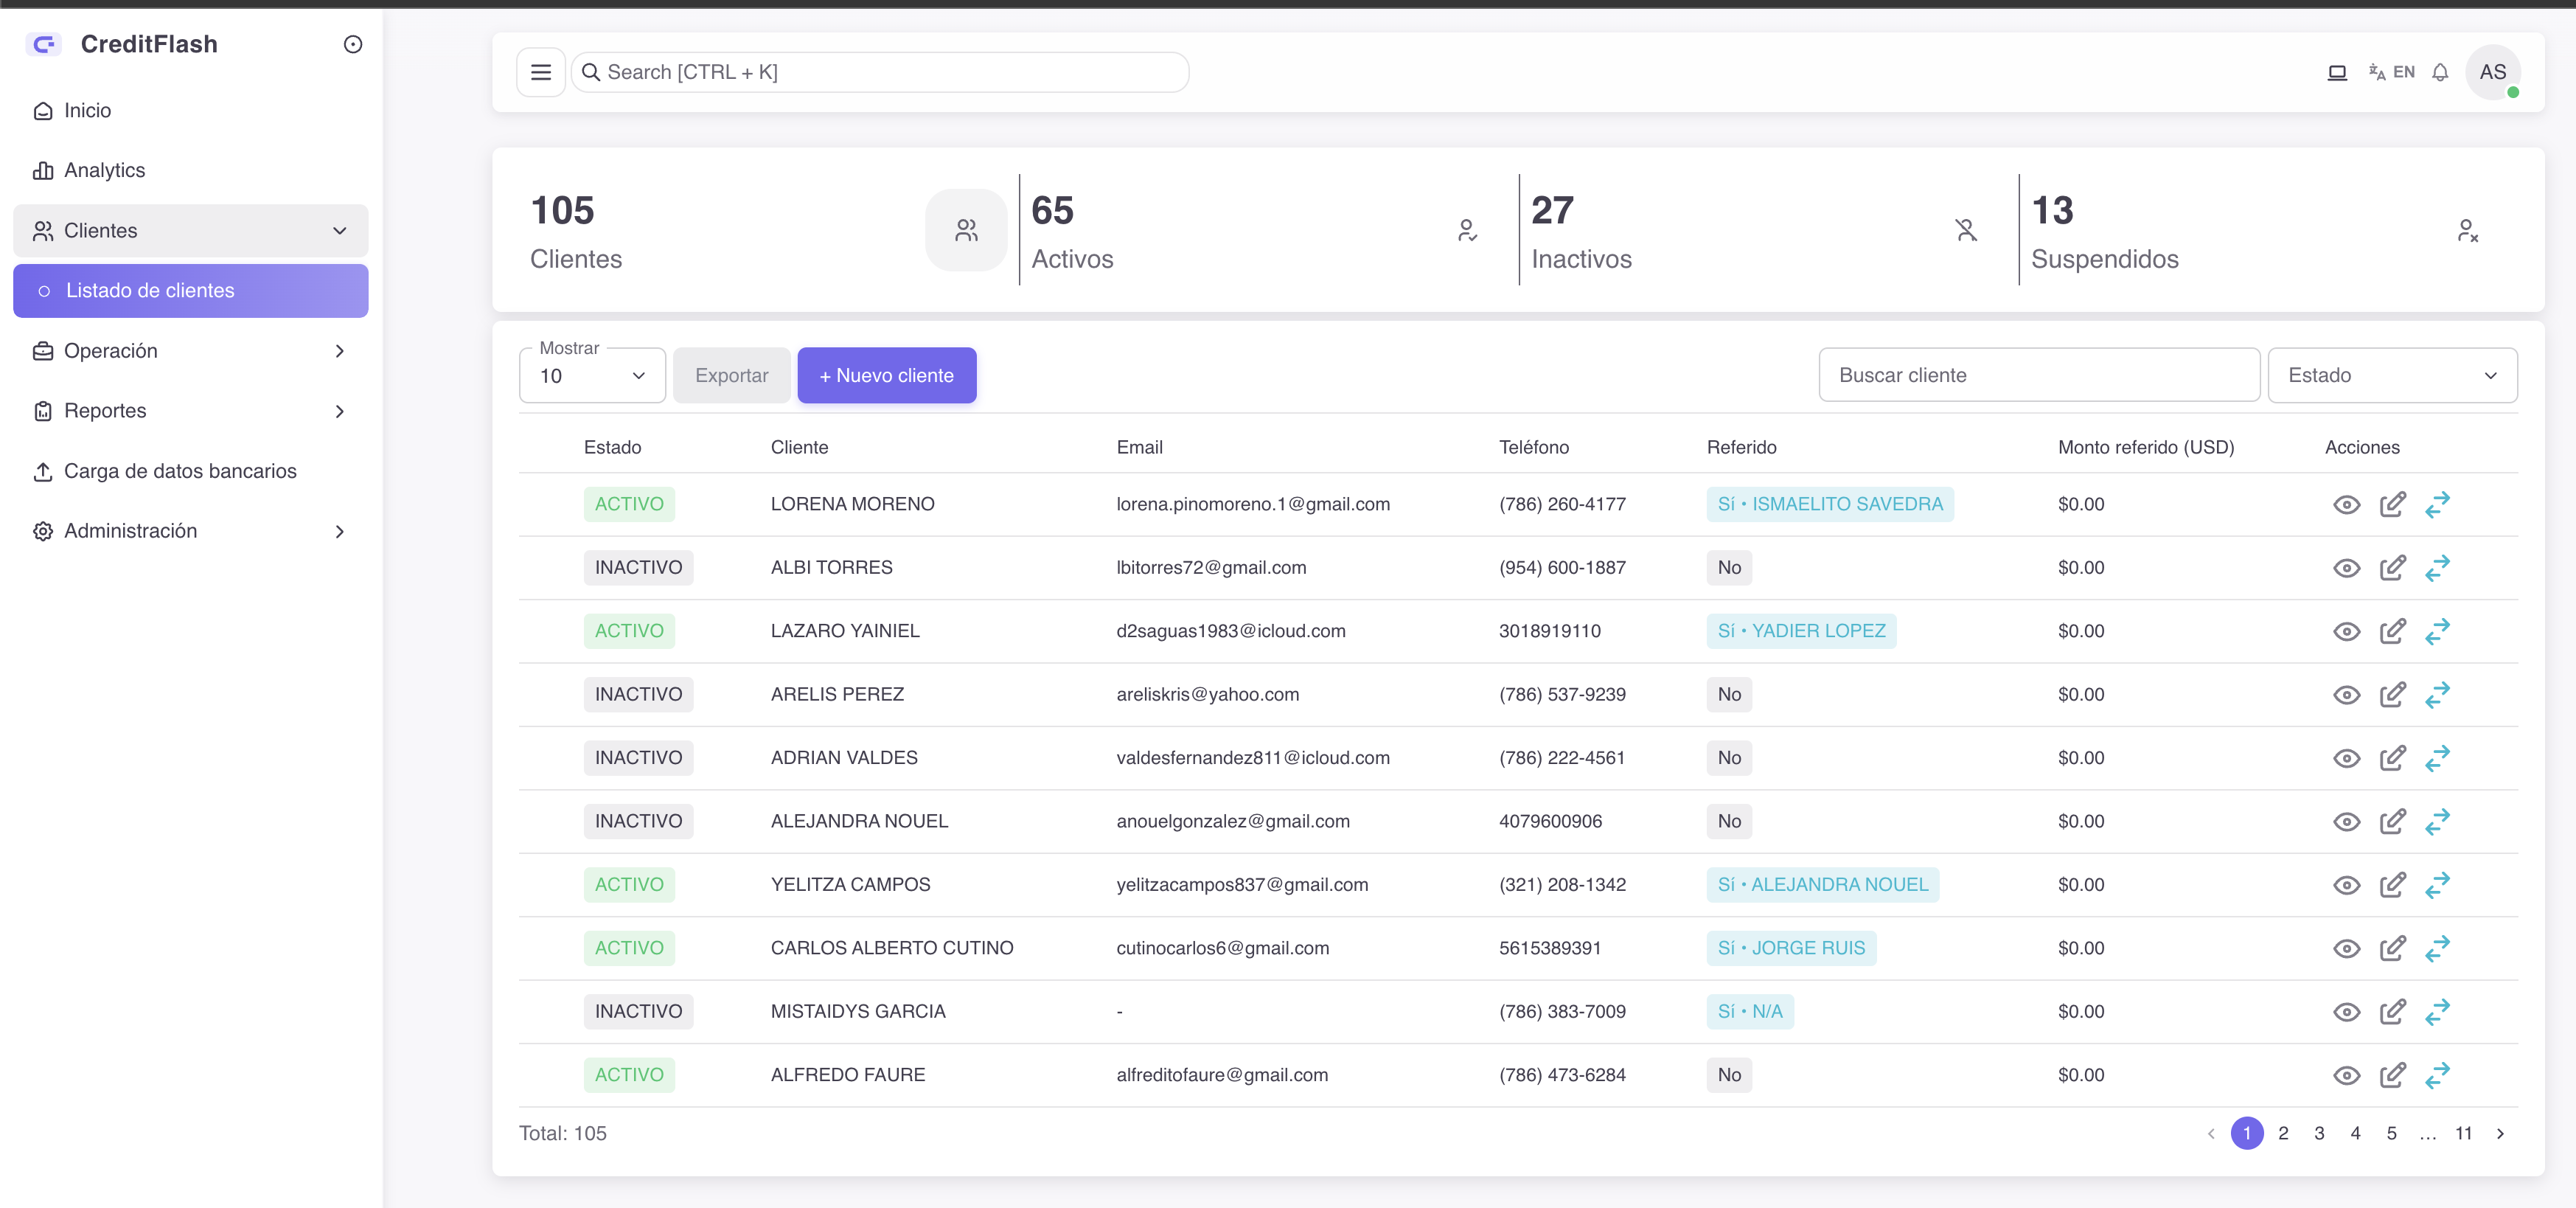 CreditFlash
Inicio
Analytics
Clientes
Listado de clientes
Operación
Reportes
Carga de datos bancarios
Administración
Search [CTRL + K]
EN
AS
105
Clientes
65
Activos
27
Inactivos
13
Suspendidos
Mostrar
10
Exportar
+ Nuevo cliente
Buscar cliente
Estado
Estado Cliente Email Teléfono Referido Monto referido (USD) Acciones
ACTIVO LORENA MORENO lorena.pinomoreno.1@gmail.com (786) 260-4177 Sí • ISMAELITO SAVEDRA $0.00
INACTIVO ALBI TORRES lbitorres72@gmail.com (954) 600-1887 No $0.00
ACTIVO LAZARO YAINIEL d2saguas1983@icloud.com 3018919110 Sí • YADIER LOPEZ $0.00
INACTIVO ARELIS PEREZ areliskris@yahoo.com (786) 537-9239 No $0.00
INACTIVO ADRIAN VALDES valdesfernandez811@icloud.com (786) 222-4561 No $0.00
INACTIVO ALEJANDRA NOUEL anouelgonzalez@gmail.com 4079600906 No $0.00
ACTIVO YELITZA CAMPOS yelitzacampos837@gmail.com (321) 208-1342 Sí • ALEJANDRA NOUEL $0.00
ACTIVO CARLOS ALBERTO CUTINO cutinocarlos6@gmail.com 5615389391 Sí • JORGE RUIS $0.00
INACTIVO MISTAIDYS GARCIA - (786) 383-7009 Sí • N/A $0.00
ACTIVO ALFREDO FAURE alfreditofaure@gmail.com (786) 473-6284 No $0.00
Total: 105
1 2 3 4 5 ... 11